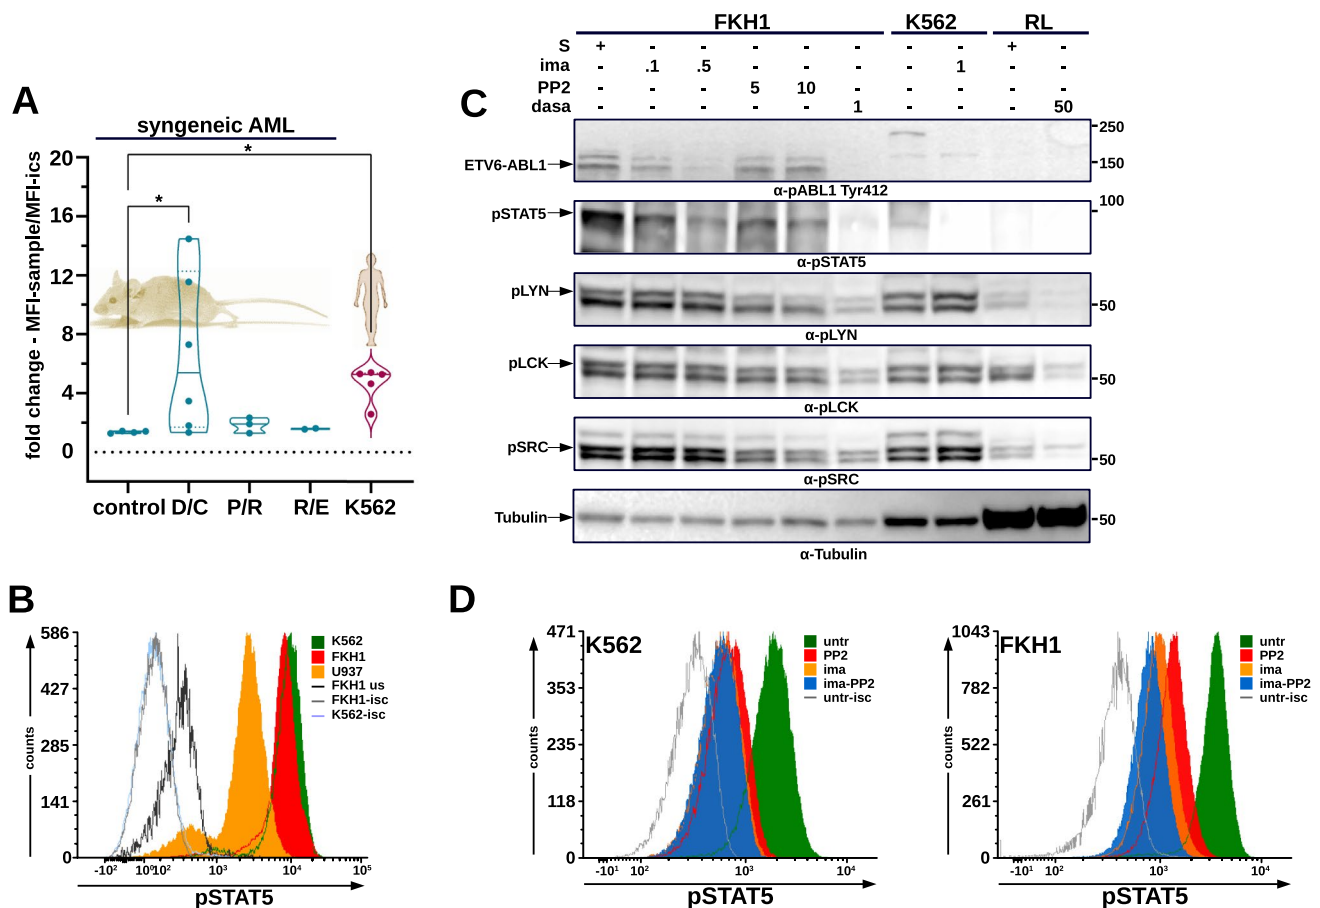 A
syngeneic AML
*
*
fold change - MFI-sample/MFI-ics
20
16
12
8
4
0
control D/C P/R R/E K562
C
FKH1 K562 RL
S + - - - - - - - + -
ima - .1 .5 - - - - 1 - -
PP2 - - - 5 10 - - - - -
dasa - - - - - 1 - - - 50
ETV6-ABL1
250
150
α-pABL1 Tyr412
pSTAT5
100
α-pSTAT5
pLYN
50
α-pLYN
pLCK
50
α-pLCK
pSRC
50
α-pSRC
Tubulin
50
α-Tubulin
B
586
427
285
141
0
counts
K562
FKH1
U937
FKH1 us
FKH1-isc
K562-isc
-10² 10¹ 10² 10³ 10⁴ 10⁵
pSTAT5
D
K562
471
353
235
118
0
counts
untr
PP2
ima
ima-PP2
untr-isc
-10¹ 10² 10³ 10⁴
pSTAT5
FKH1
1043
782
522
261
0
counts
untr
PP2
ima
ima-PP2
untr-isc
-10¹ 10² 10³ 10⁴
pSTAT5